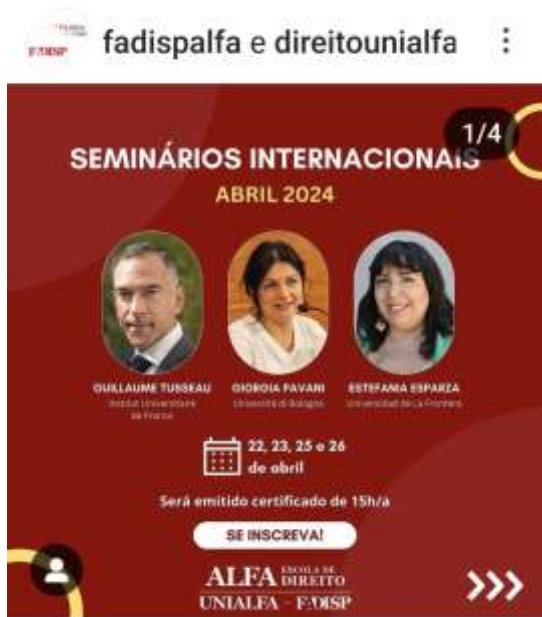 FADISP
fadispalfa e direitounialfa
1/4
SEMINÁRIOS INTERNACIONAIS
ABRIL 2024
GUILLAUME TUSSEAU
Institut Universitaire
de France
GIORGIA PAVANI
Università di Bologna
ESTEFANIA ESPARZA
Universidad de La Frontera
22, 23, 25 e 26
de abril
Será emitido certificado de 15h/a
SE INSCREVA!
ALFA ESCOLA DE DIREITO
UNIALFA - FADISP